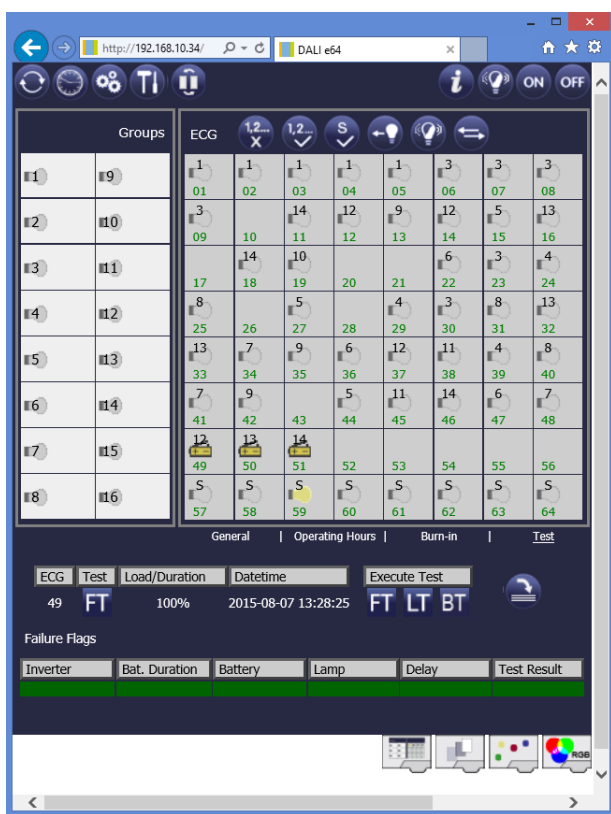 http://192.168.10.34/
DALI e64
i ON OFF
Groups
ECG 1,2... X 1,2... S
1 9
2 10
3 11
4 12
5 13
6 14
7 15
8 16
1 1 1 1 1 3 3 3
01 02 03 04 05 06 07 08
3 14 12 9 12 5 13
09 10 11 12 13 14 15 16
14 10 6 3 4
17 18 19 20 21 22 23 24
8 5 4 3 8 13
25 26 27 28 29 30 31 32
13 7 9 6 12 11 4 8
33 34 35 36 37 38 39 40
7 9 5 11 14 6 7
41 42 43 44 45 46 47 48
12 13 14
49 50 51 52 53 54 55 56
S S S S S S S S
57 58 59 60 61 62 63 64
General | Operating Hours | Burn-in | Test
ECG Test Load/Duration Datetime Execute Test
49 FT 100% 2015-08-07 13:28:25 FT LT BT
Failure Flags
Inverter Bat. Duration Battery Lamp Delay Test Result
RGB